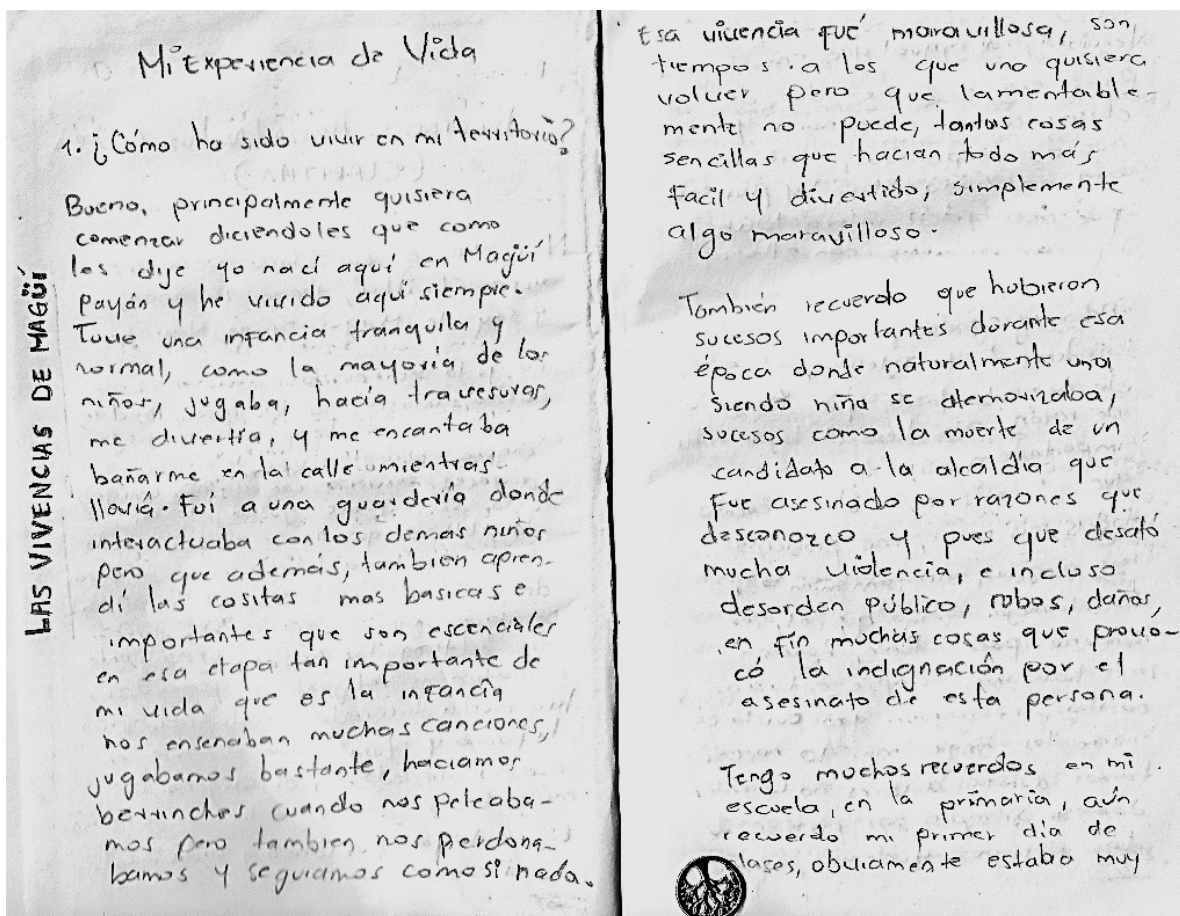 LAS VIVENCIAS DE MAGÜÍ
Mi Experiencia de Vida
1. ¿Cómo ha sido vivir en mi territorio?
Bueno, principalmente quisiera
comenzar diciendoles que como
les dije yo nací aquí en Magüí
Payán y he vivido aquí siempre.
Tuve una infancia tranquila y
normal, como la mayoría de los
niños, jugaba, hacía travesuras,
me divertía, y me encantaba
bañarme en la calle mientras
llovía. Fui a una guardería donde
interactuaba con los demas niños
pero que además, tambien apren-
dí las cositas mas basicas e
importantes que son escenciales
en esa etapa tan importante de
mi vida que es la infancia
nos enseñaban muchas canciones,
jugabamos bastante, haciamos
berrinches cuando nos peleaba-
mos pero tambien nos perdona-
bamos y seguiamos como si nada.
Esa vivencia fué maravillosa, son
tiempos a los que uno quisiera
volver pero que lamentable-
mente no puede, tantas cosas
sencillas que hacian todo más
facil y divertido, simplemente
algo maravilloso.
También recuerdo que hubieron
sucesos importantes durante esa
época donde naturalmente uno
siendo niña se atemorizaba,
sucesos como la muerte de un
candidato a la alcaldía que
fue asesinado por razones que
desconozco y pues que desató
mucha violencia, e incluso
desorden público, robos, daños,
en fín muchas cosas que provo-
có la indignación por el
asesinato de esta persona.
Tengo muchos recuerdos en mi
escuela, en la primaria, aún
recuerdo mi primer día de
lases, obviamente estaba muy